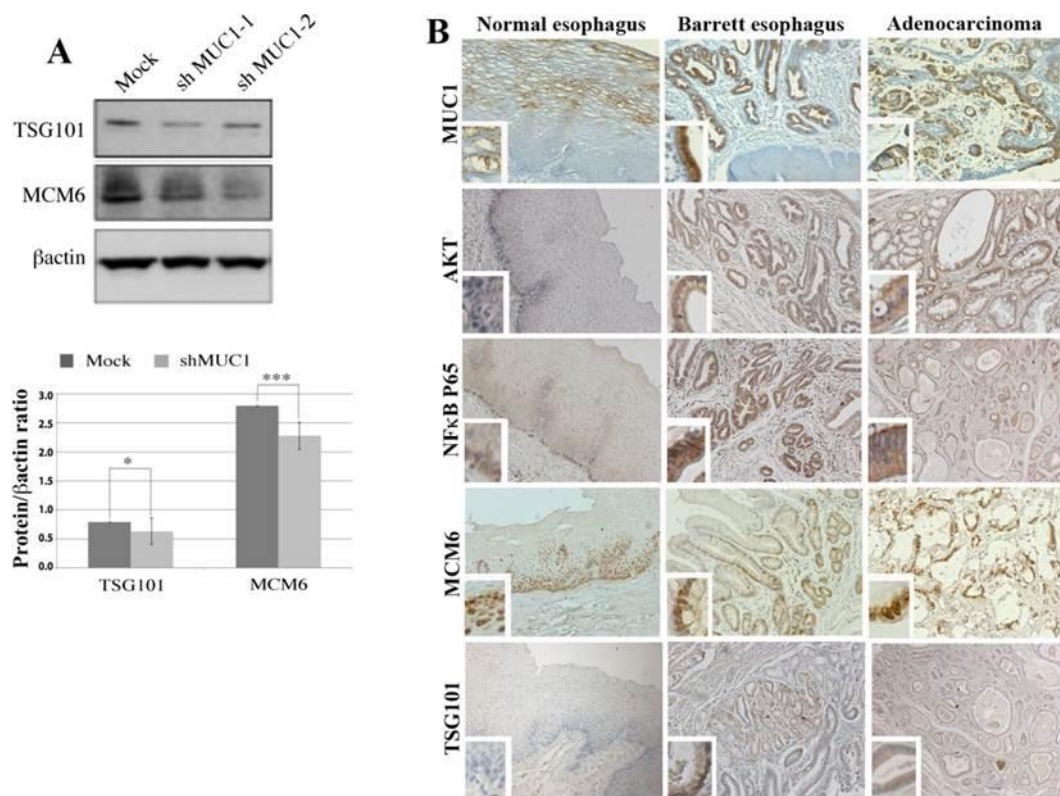 A
Mock
sh MUC1-1
sh MUC1-2
TSG101
MCM6
βactin
Mock shMUC1
Protein/βactin ratio
3.0
2.5
2.0
1.5
1.0
0.5
0.0
*
***
TSG101 MCM6
B
Normal esophagus Barrett esophagus Adenocarcinoma
MUC1
AKT
NFκB P65
MCM6
TSG101